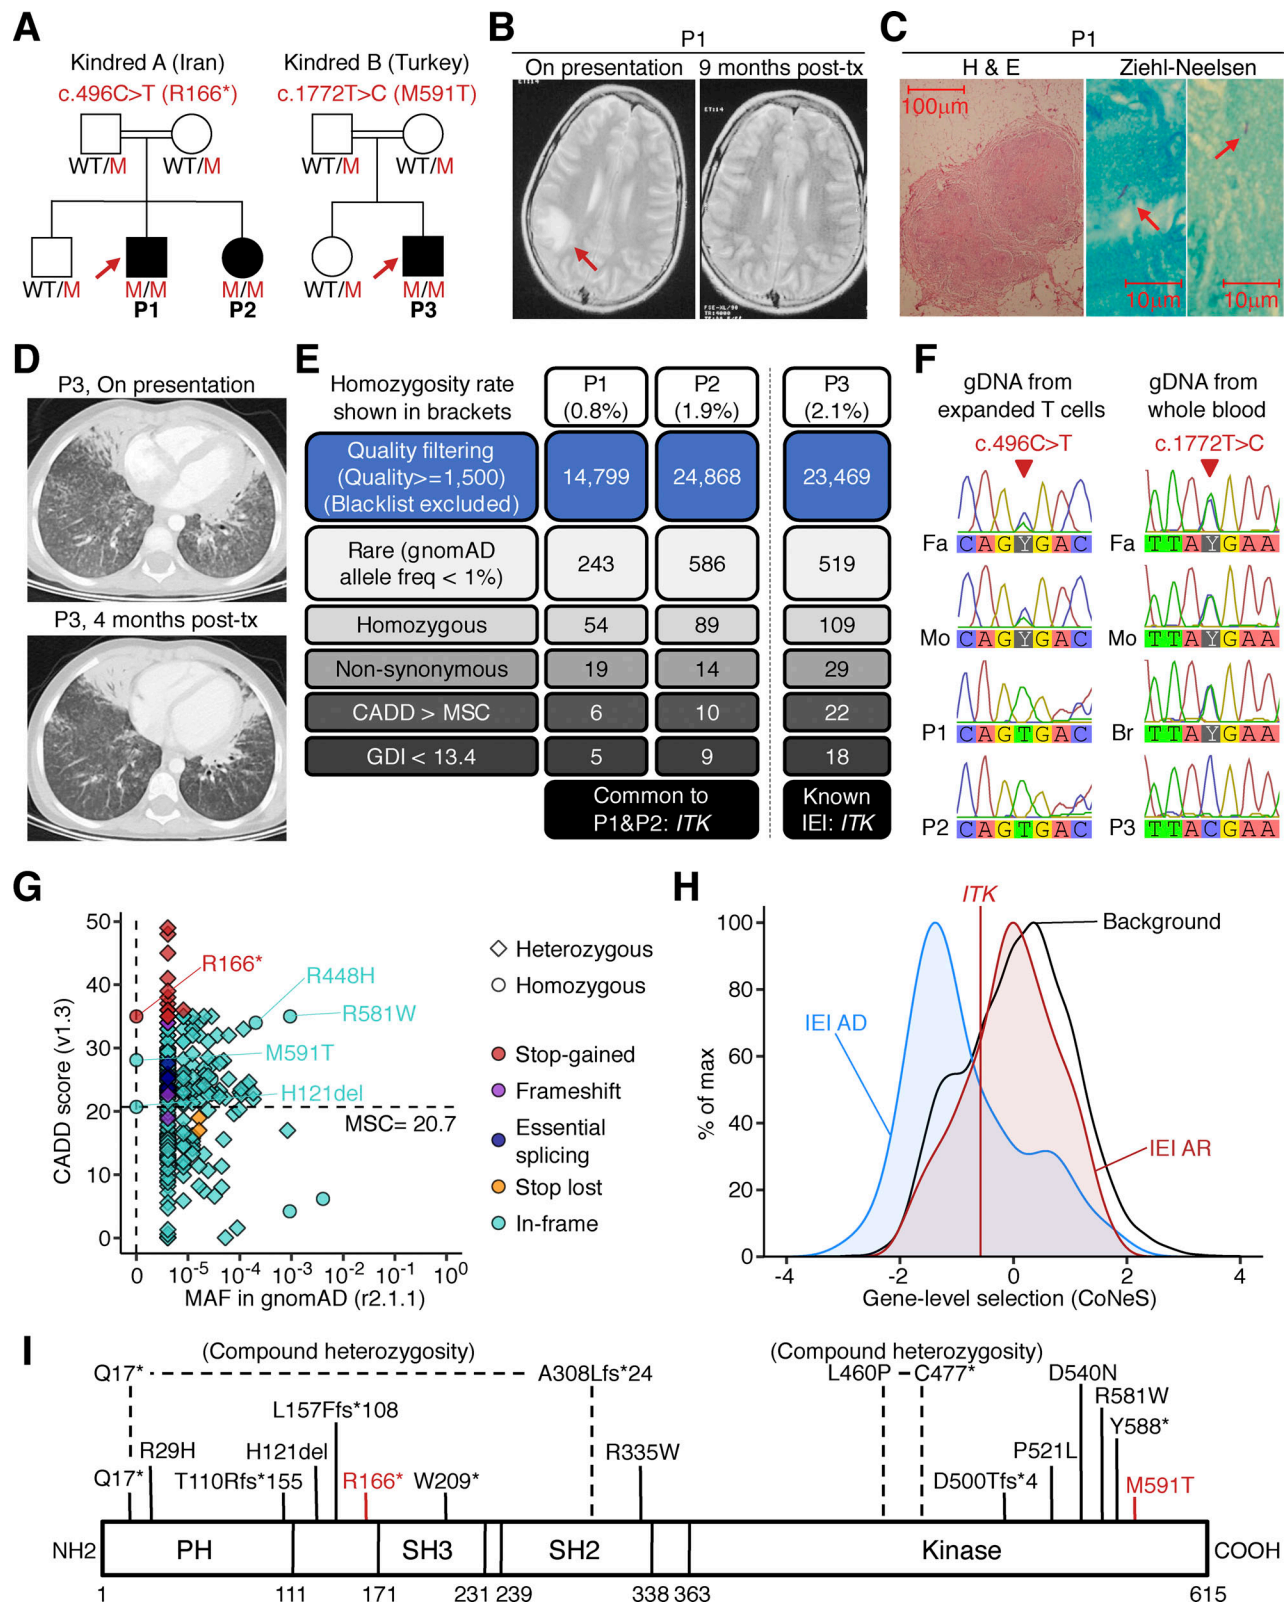 A
Kindred A (Iran)
c.496C>T (R166*)
WT/M
WT/M
WT/M
M/M
P1
M/M
P2
Kindred B (Turkey)
c.1772T>C (M591T)
WT/M
WT/M
WT/M
M/M
P3
B
P1
On presentation
9 months post-tx
ET:14
FSE-XL/90
C
P1
H & E
Ziehl-Neelsen
100µm
10µm
10µm
D
P3, On presentation
P3, 4 months post-tx
E
Homozygosity rate
shown in brackets
P1
(0.8%)
P2
(1.9%)
P3
(2.1%)
Quality filtering
(Quality>=1,500)
(Blacklist excluded)
14,799
24,868
23,469
Rare (gnomAD
allele freq < 1%)
243
586
519
Homozygous
54
89
109
Non-synonymous
19
14
29
CADD > MSC
6
10
22
GDI < 13.4
5
9
18
Common to
P1&P2: ITK
Known
IEI: ITK
F
gDNA from
expanded T cells
c.496C>T
Fa
CAGYGAC
Mo
CAGYGAC
P1
CAGTGAC
P2
CAGTGAC
gDNA from
whole blood
c.1772T>C
Fa
TTAYGAA
Mo
TTAYGAA
Br
TTAYGAA
P3
TTACGAA
G
CADD score (v1.3)
50
40
30
20
10
0
R166*
R448H
R581W
M591T
H121del
MSC= 20.7
0
10-5
10-4
10-3
10-2
10-1
100
MAF in gnomAD (r2.1.1)
Heterozygous
Homozygous
Stop-gained
Frameshift
Essential
splicing
Stop lost
In-frame
H
ITK
Background
IEI AD
IEI AR
% of max
100
80
60
40
20
0
-4
-2
0
2
4
Gene-level selection (CoNeS)
I
(Compound heterozygosity)
(Compound heterozygosity)
Q17*
A308Lfs*24
L460P
C477*
D540N
L157Ffs*108
R581W
R29H
H121del
R335W
P521L
Y588*
Q17*
T110Rfs*155
R166*
W209*
D500Tfs*4
M591T
NH2
PH
SH3
SH2
Kinase
COOH
1
111
171
231
239
338
363
615